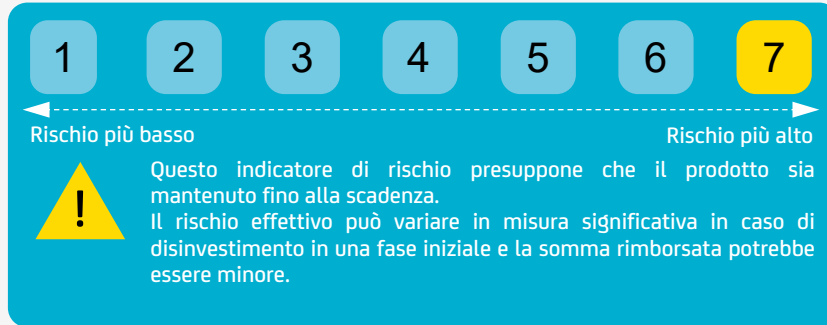 1 2 3 4 5 6 7
Rischio più basso Rischio più alto
! Questo indicatore di rischio presuppone che il prodotto sia
mantenuto fino alla scadenza.
Il rischio effettivo può variare in misura significativa in caso di
disinvestimento in una fase iniziale e la somma rimborsata potrebbe
essere minore.